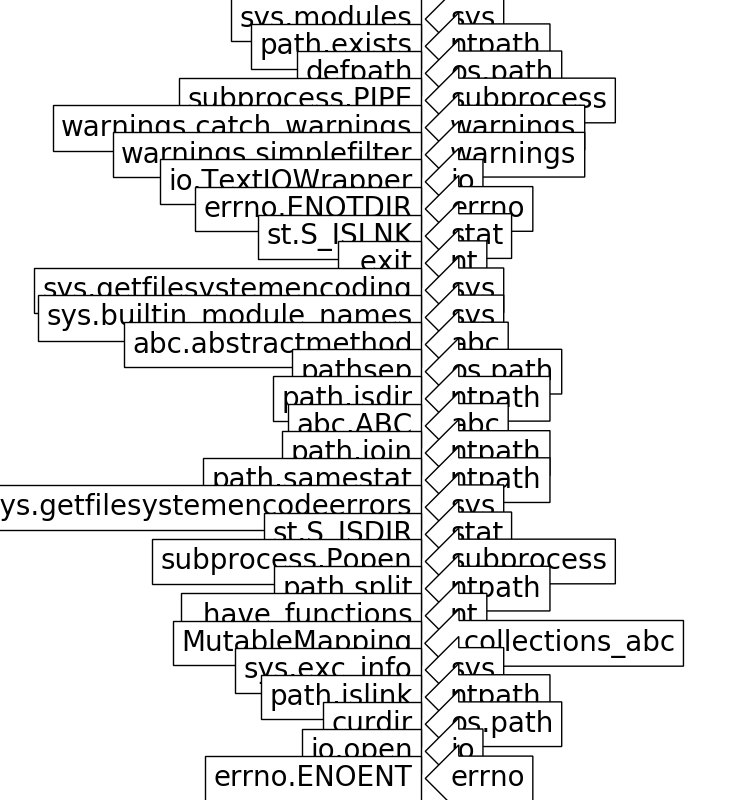 sys.modules sys
path.exists ntpath
defpath os.path
subprocess.PIPE subprocess
warnings.catch_warnings warnings
warnings.simplefilter warnings
io.TextIOWrapper io
errno.ENOTDIR errno
st.S_ISLNK stat
exit nt
sys.getfilesystemencoding sys
sys.builtin_module_names sys
abc.abstractmethod abc
pathsep os.path
path.isdir ntpath
abc.ABC abc
path.join ntpath
path.samestat ntpath
ys.getfilesystemencodeerrors sys
st.S_ISDIR stat
subprocess.Popen subprocess
path.split ntpath
have_functions nt
MutableMapping collections_abc
sys.exc_info sys
path.islink ntpath
curdir os.path
io.open io
errno.ENOENT errno